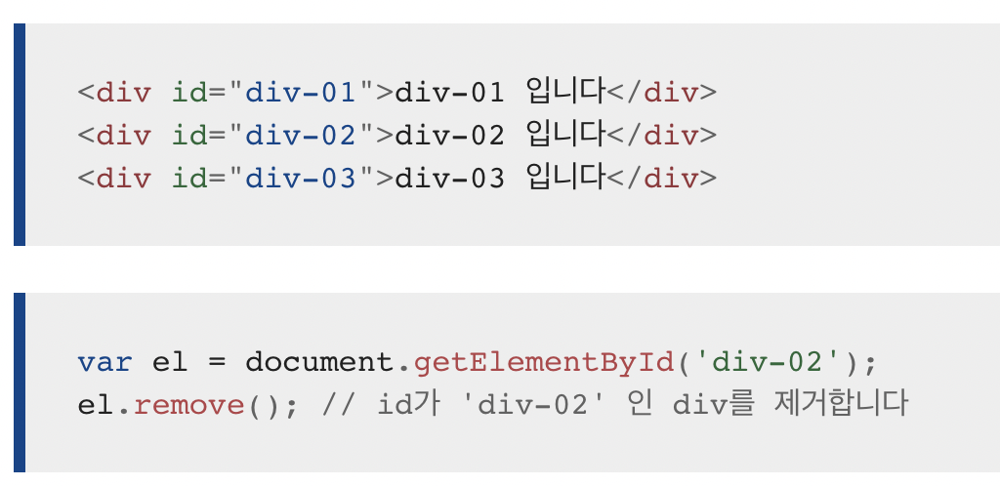 <div id="div-01">div-01 입니다</div>
<div id="div-02">div-02 입니다</div>
<div id="div-03">div-03 입니다</div>
var el = document.getElementById('div-02');
el.remove(); // id가 'div-02' 인 div를 제거합니다